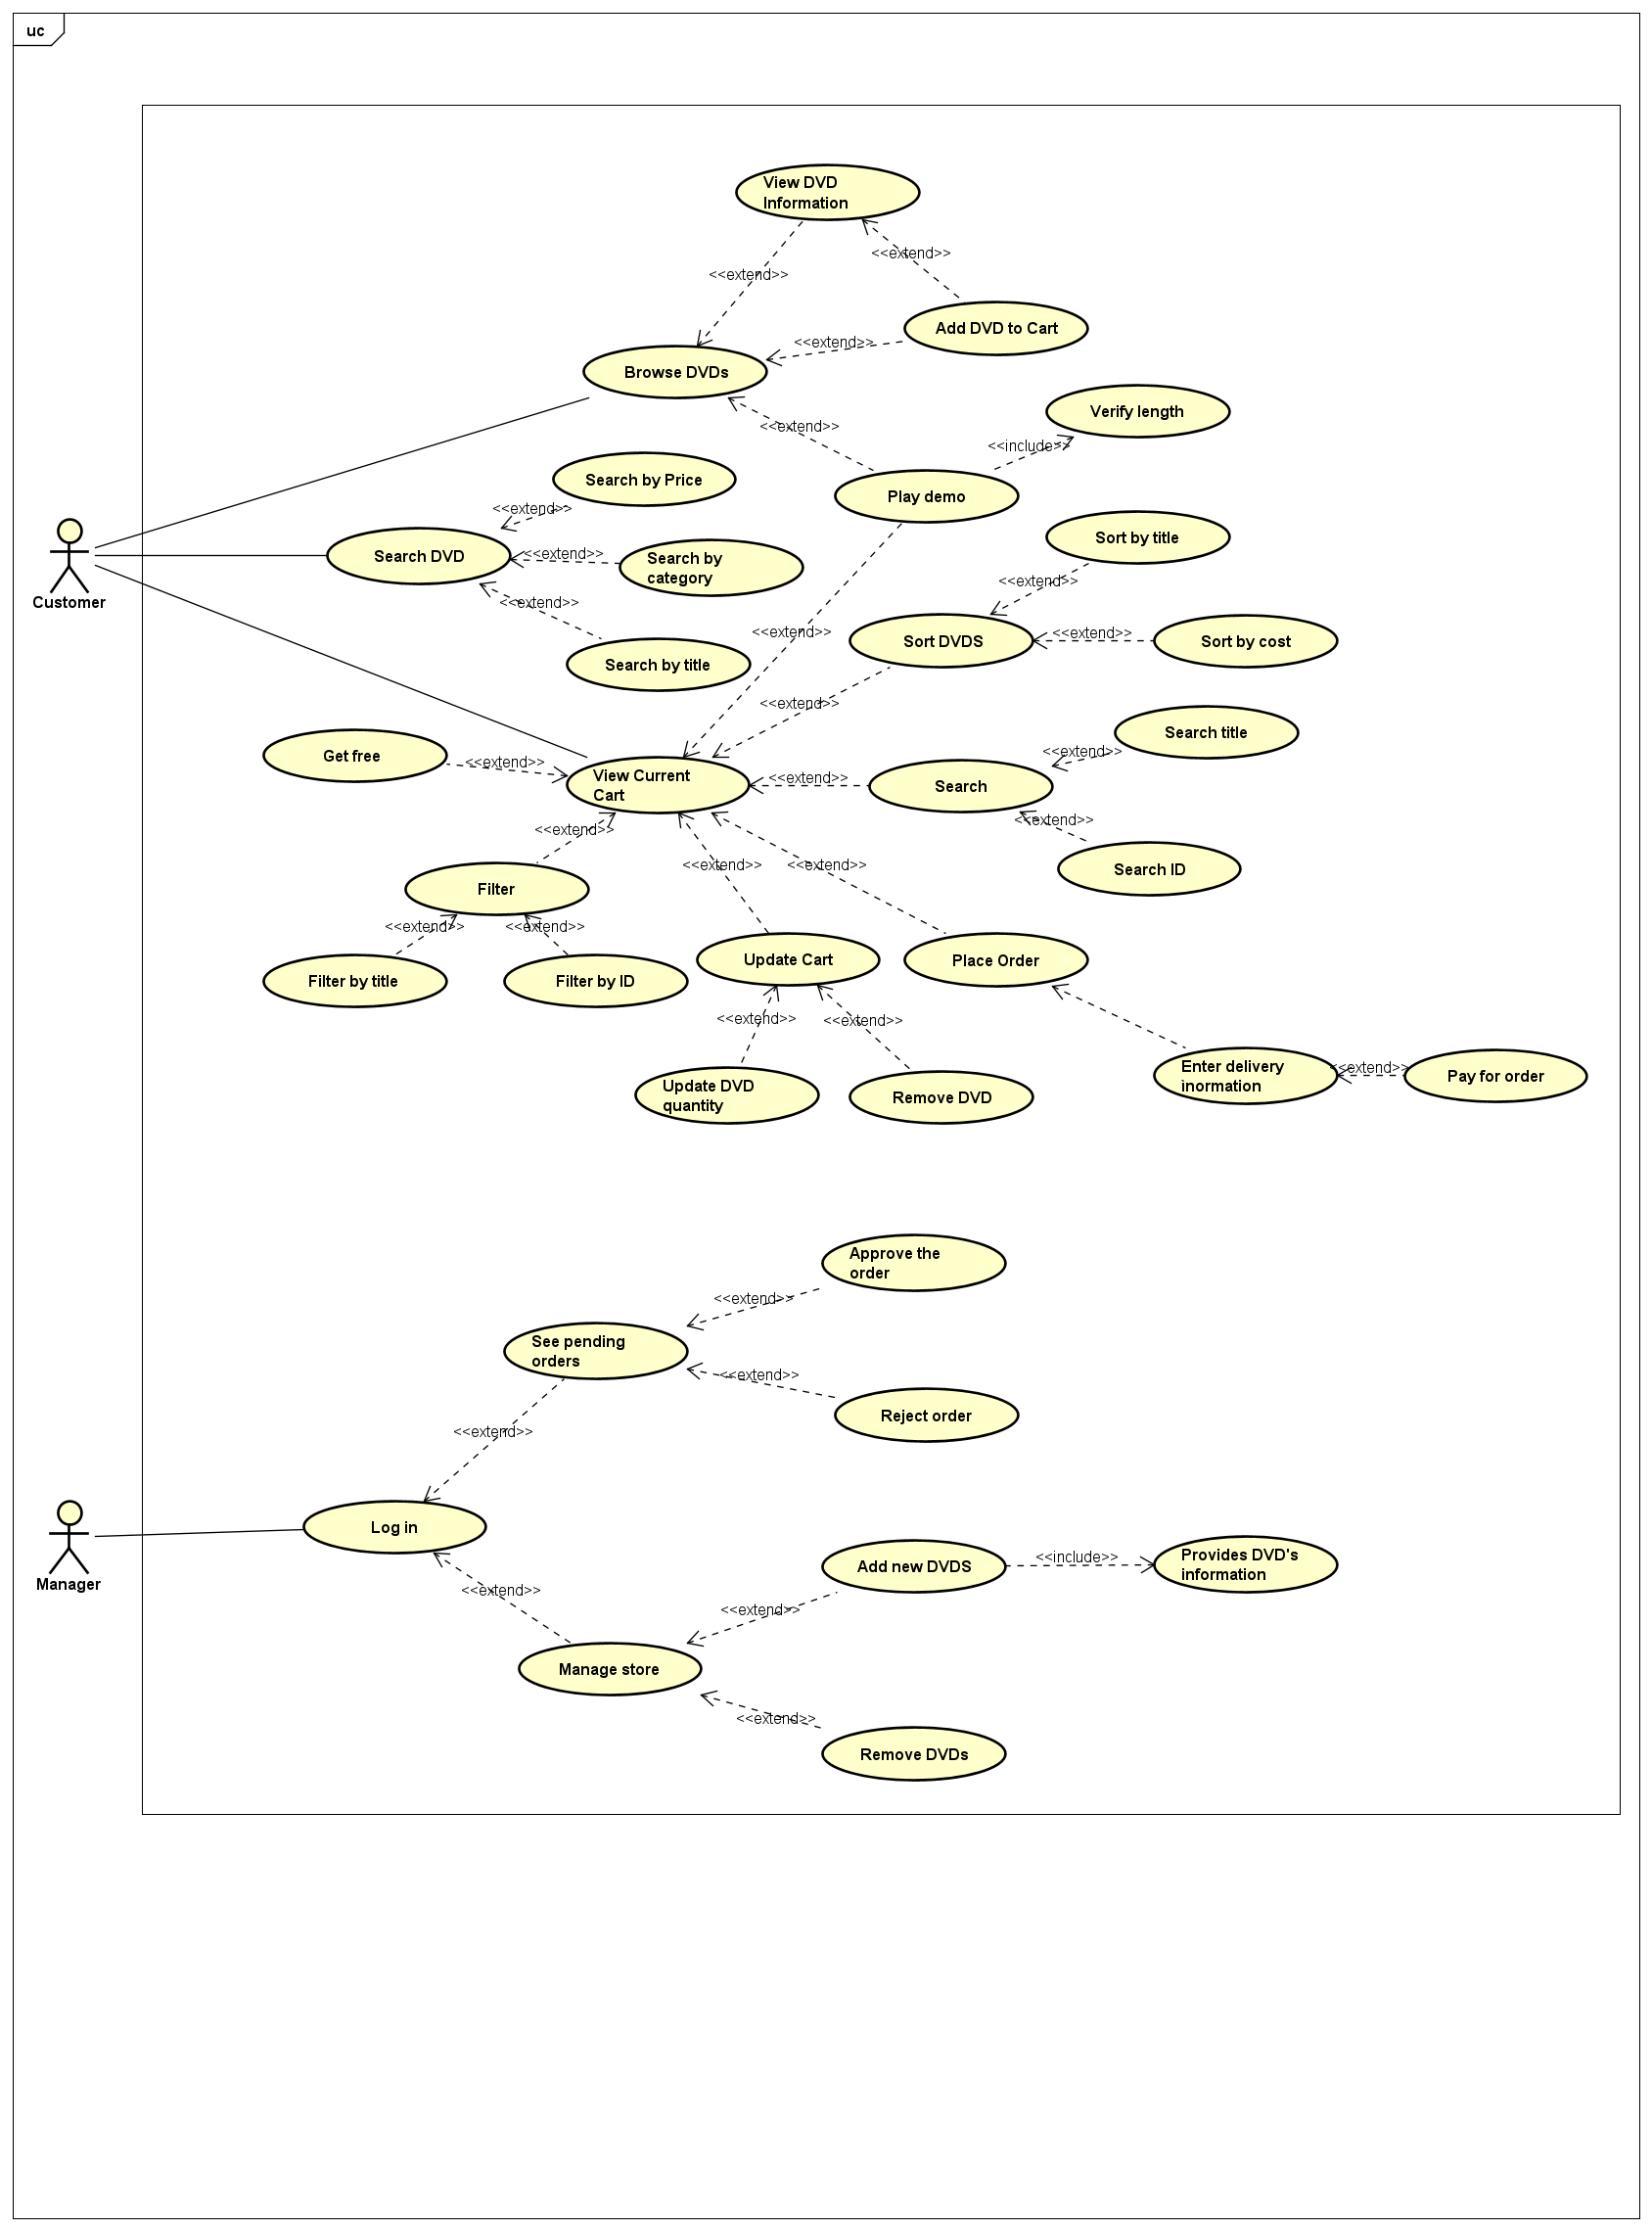 uc
View DVD
Information
<<extend>>
<<extend>>
Add DVD to Cart
<<extend>>
Browse DVDs
Verify length
<<extend>>
<<include>>
Search by Price
Play demo
<<extend>>
Sort by title
Search DVD
<<extend>>
Search by
category
<<extend>>
Customer
<<extend>>
<<extend>>
Sort DVDS
<<extend>>
Sort by cost
Search by title
<<extend>>
Search title
Get free
<<extend>>
<<extend>>
View Current
Cart
<<extend>>
Search
<<extend>>
<<extend>>
<<extend>>
<<extend>>
Search ID
Filter
<<extend>>
<<extend>>
Update Cart
Place Order
Filter by title
Filter by ID
<<extend>>
<<extend>>
Enter delivery
inormation
<<extend>>
Pay for order
Update DVD
quantity
Remove DVD
Approve the
order
<<extend>>
See pending
orders
<<extend>>
Reject order
<<extend>>
Log in
Manager
Add new DVDS
<<include>>
Provides DVD's
information
<<extend>>
<<extend>>
Manage store
<<extend>>
Remove DVDs